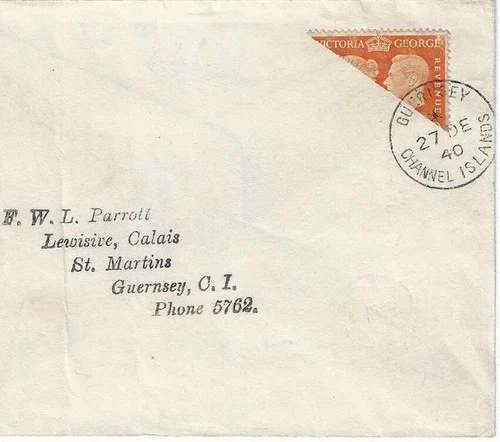 VICTORIA GEORGE
REVENUE
GUERNSEY
27 DE
40
CHANNEL ISLANDS
F. W. L. Parrott
Lewisive, Calais
St. Martins
Guernsey, C. I.
Phone 5762.